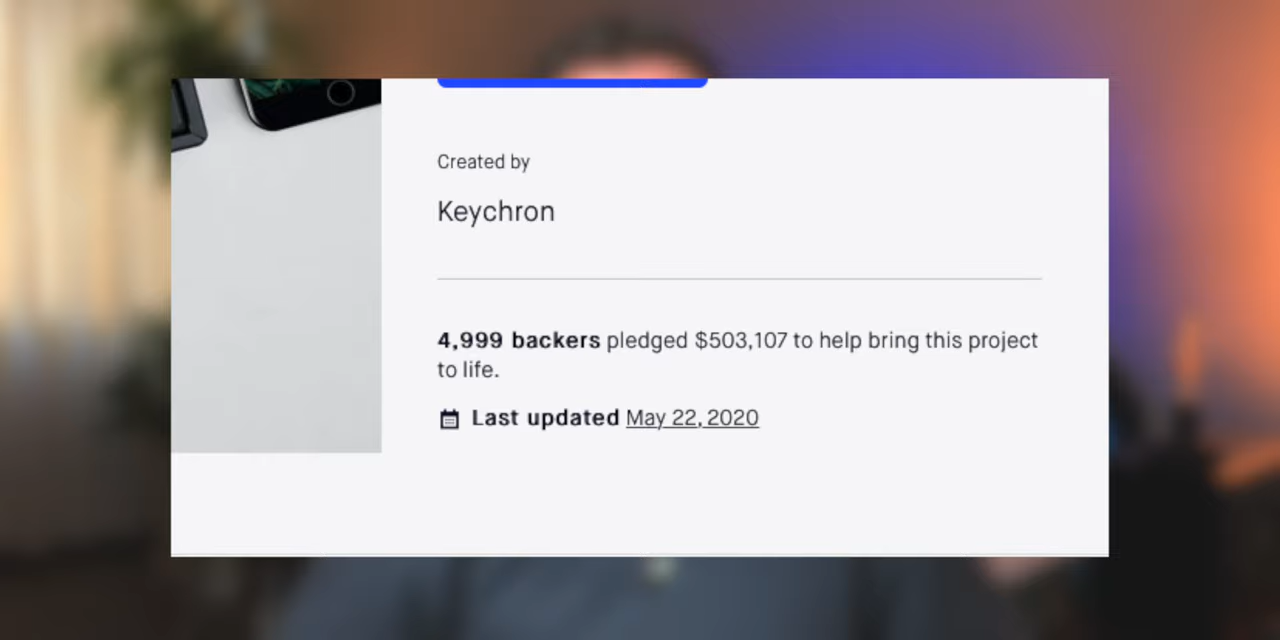 Created by
Keychron
4,999 backers pledged $503,107 to help bring this project
to life.
Last updated May 22, 2020